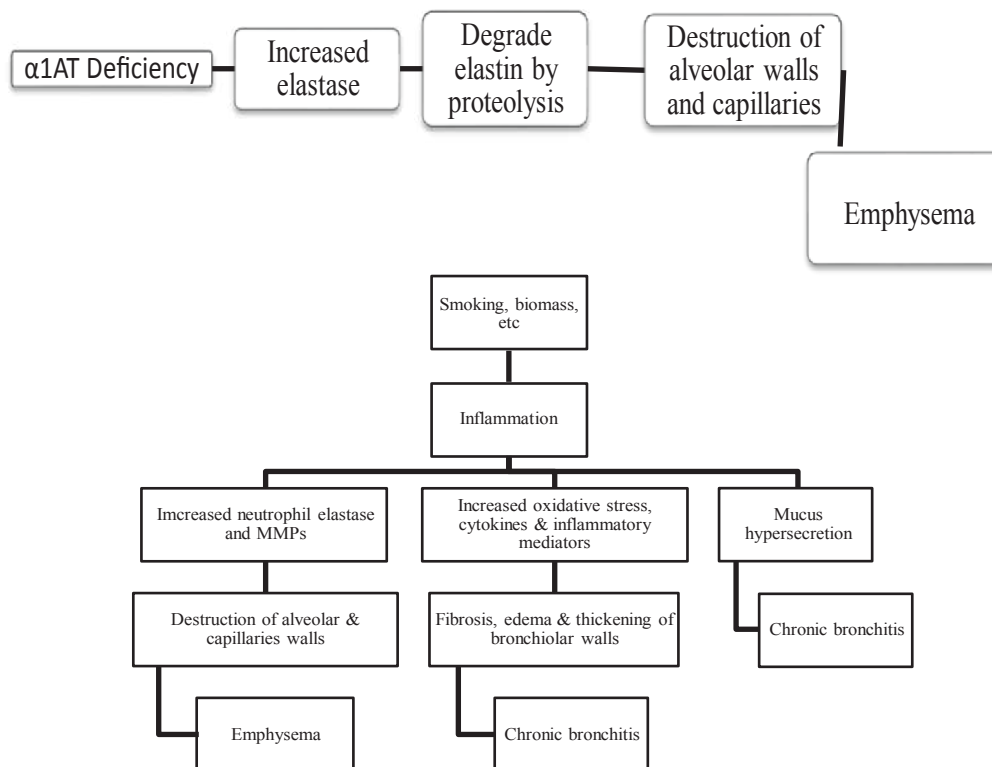 α1AT Deficiency
Increased
elastase
Degrade
elastin by
proteolysis
Destruction of
alveolar walls
and capillaries
Emphysema
Smoking, biomass,
etc
Inflammation
Imcreased neutrophil elastase
and MMPs
Increased oxidative stress,
cytokines & inflammatory
mediators
Mucus
hypersecretion
Destruction of alveolar &
capillaries walls
Fibrosis, edema & thickening of
bronchiolar walls
Chronic bronchitis
Emphysema
Chronic bronchitis